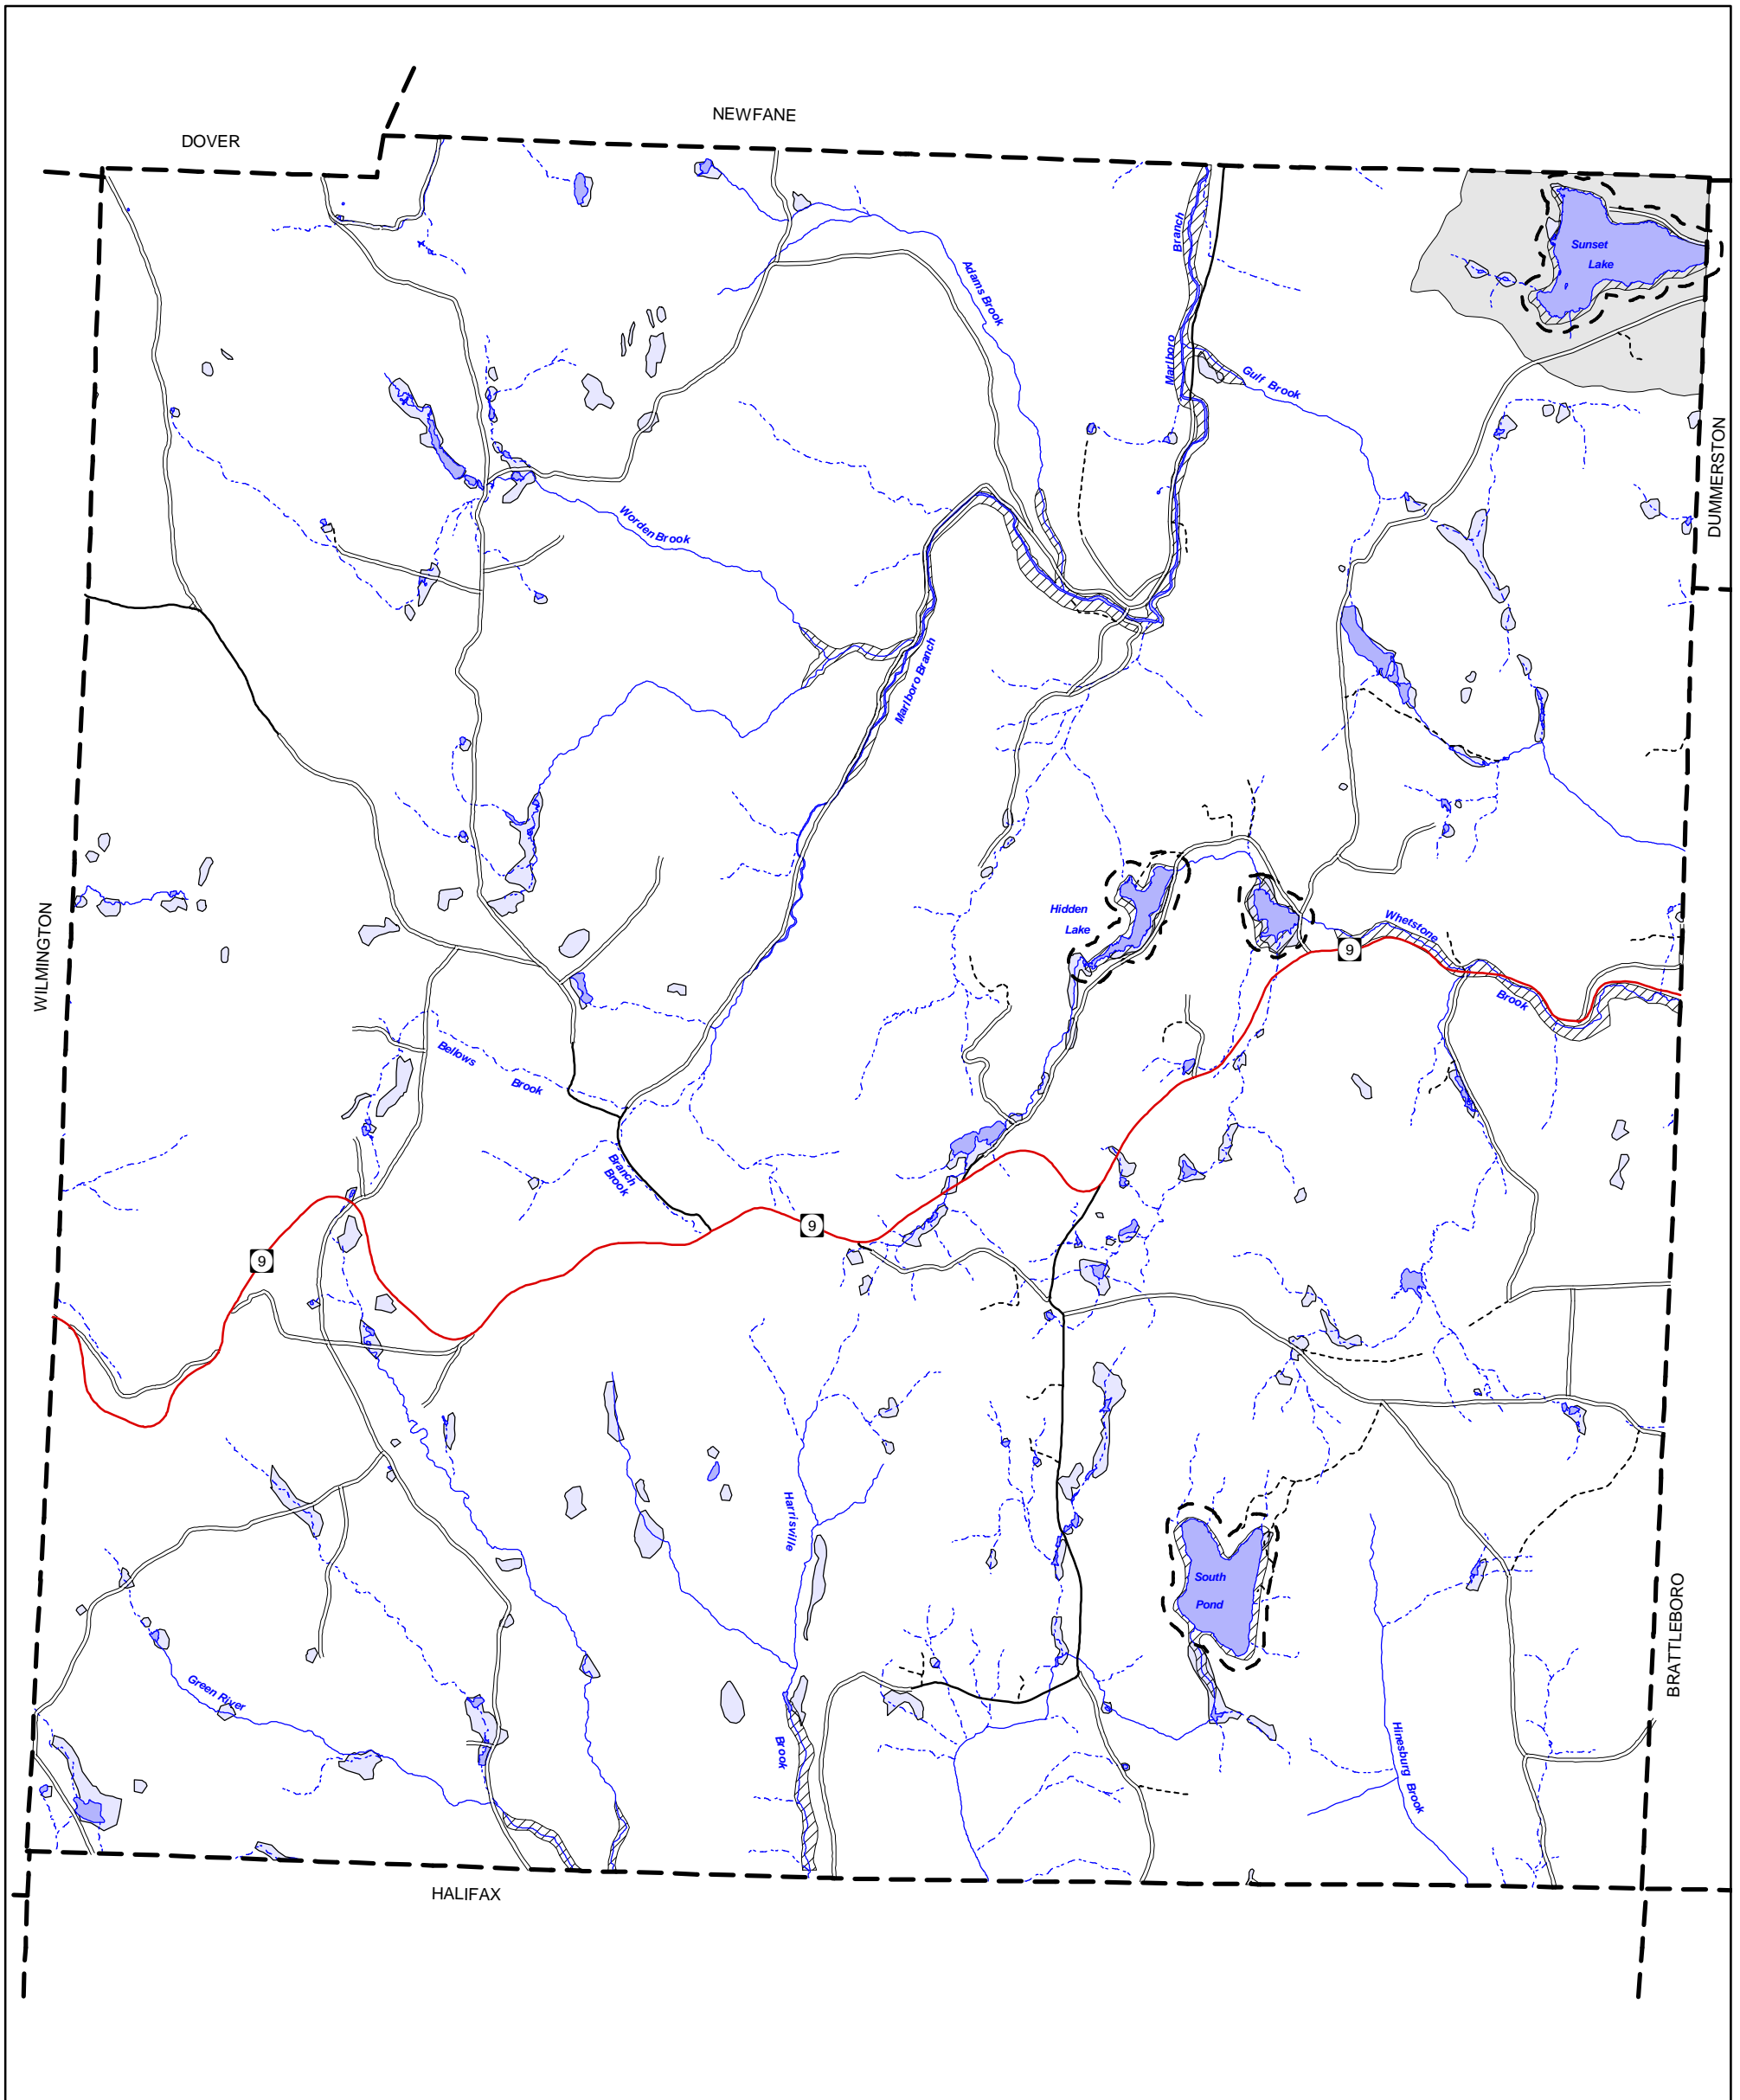 NEWFANE
DOVER
Branch
Sunset
Lake
Adams Brook
Marlboro
Gulf Brook
DUMMERSTON
Worden Brook
Marlboro Branch
Hidden
Lake
Whetstone
9
WILMINGTON
Brook
Bellows
Brook
Branch
Brook
9
9
Harrisville
South
Pond
BRATTLEBORO
Green River
Brook
Hinesburg Brook
HALIFAX